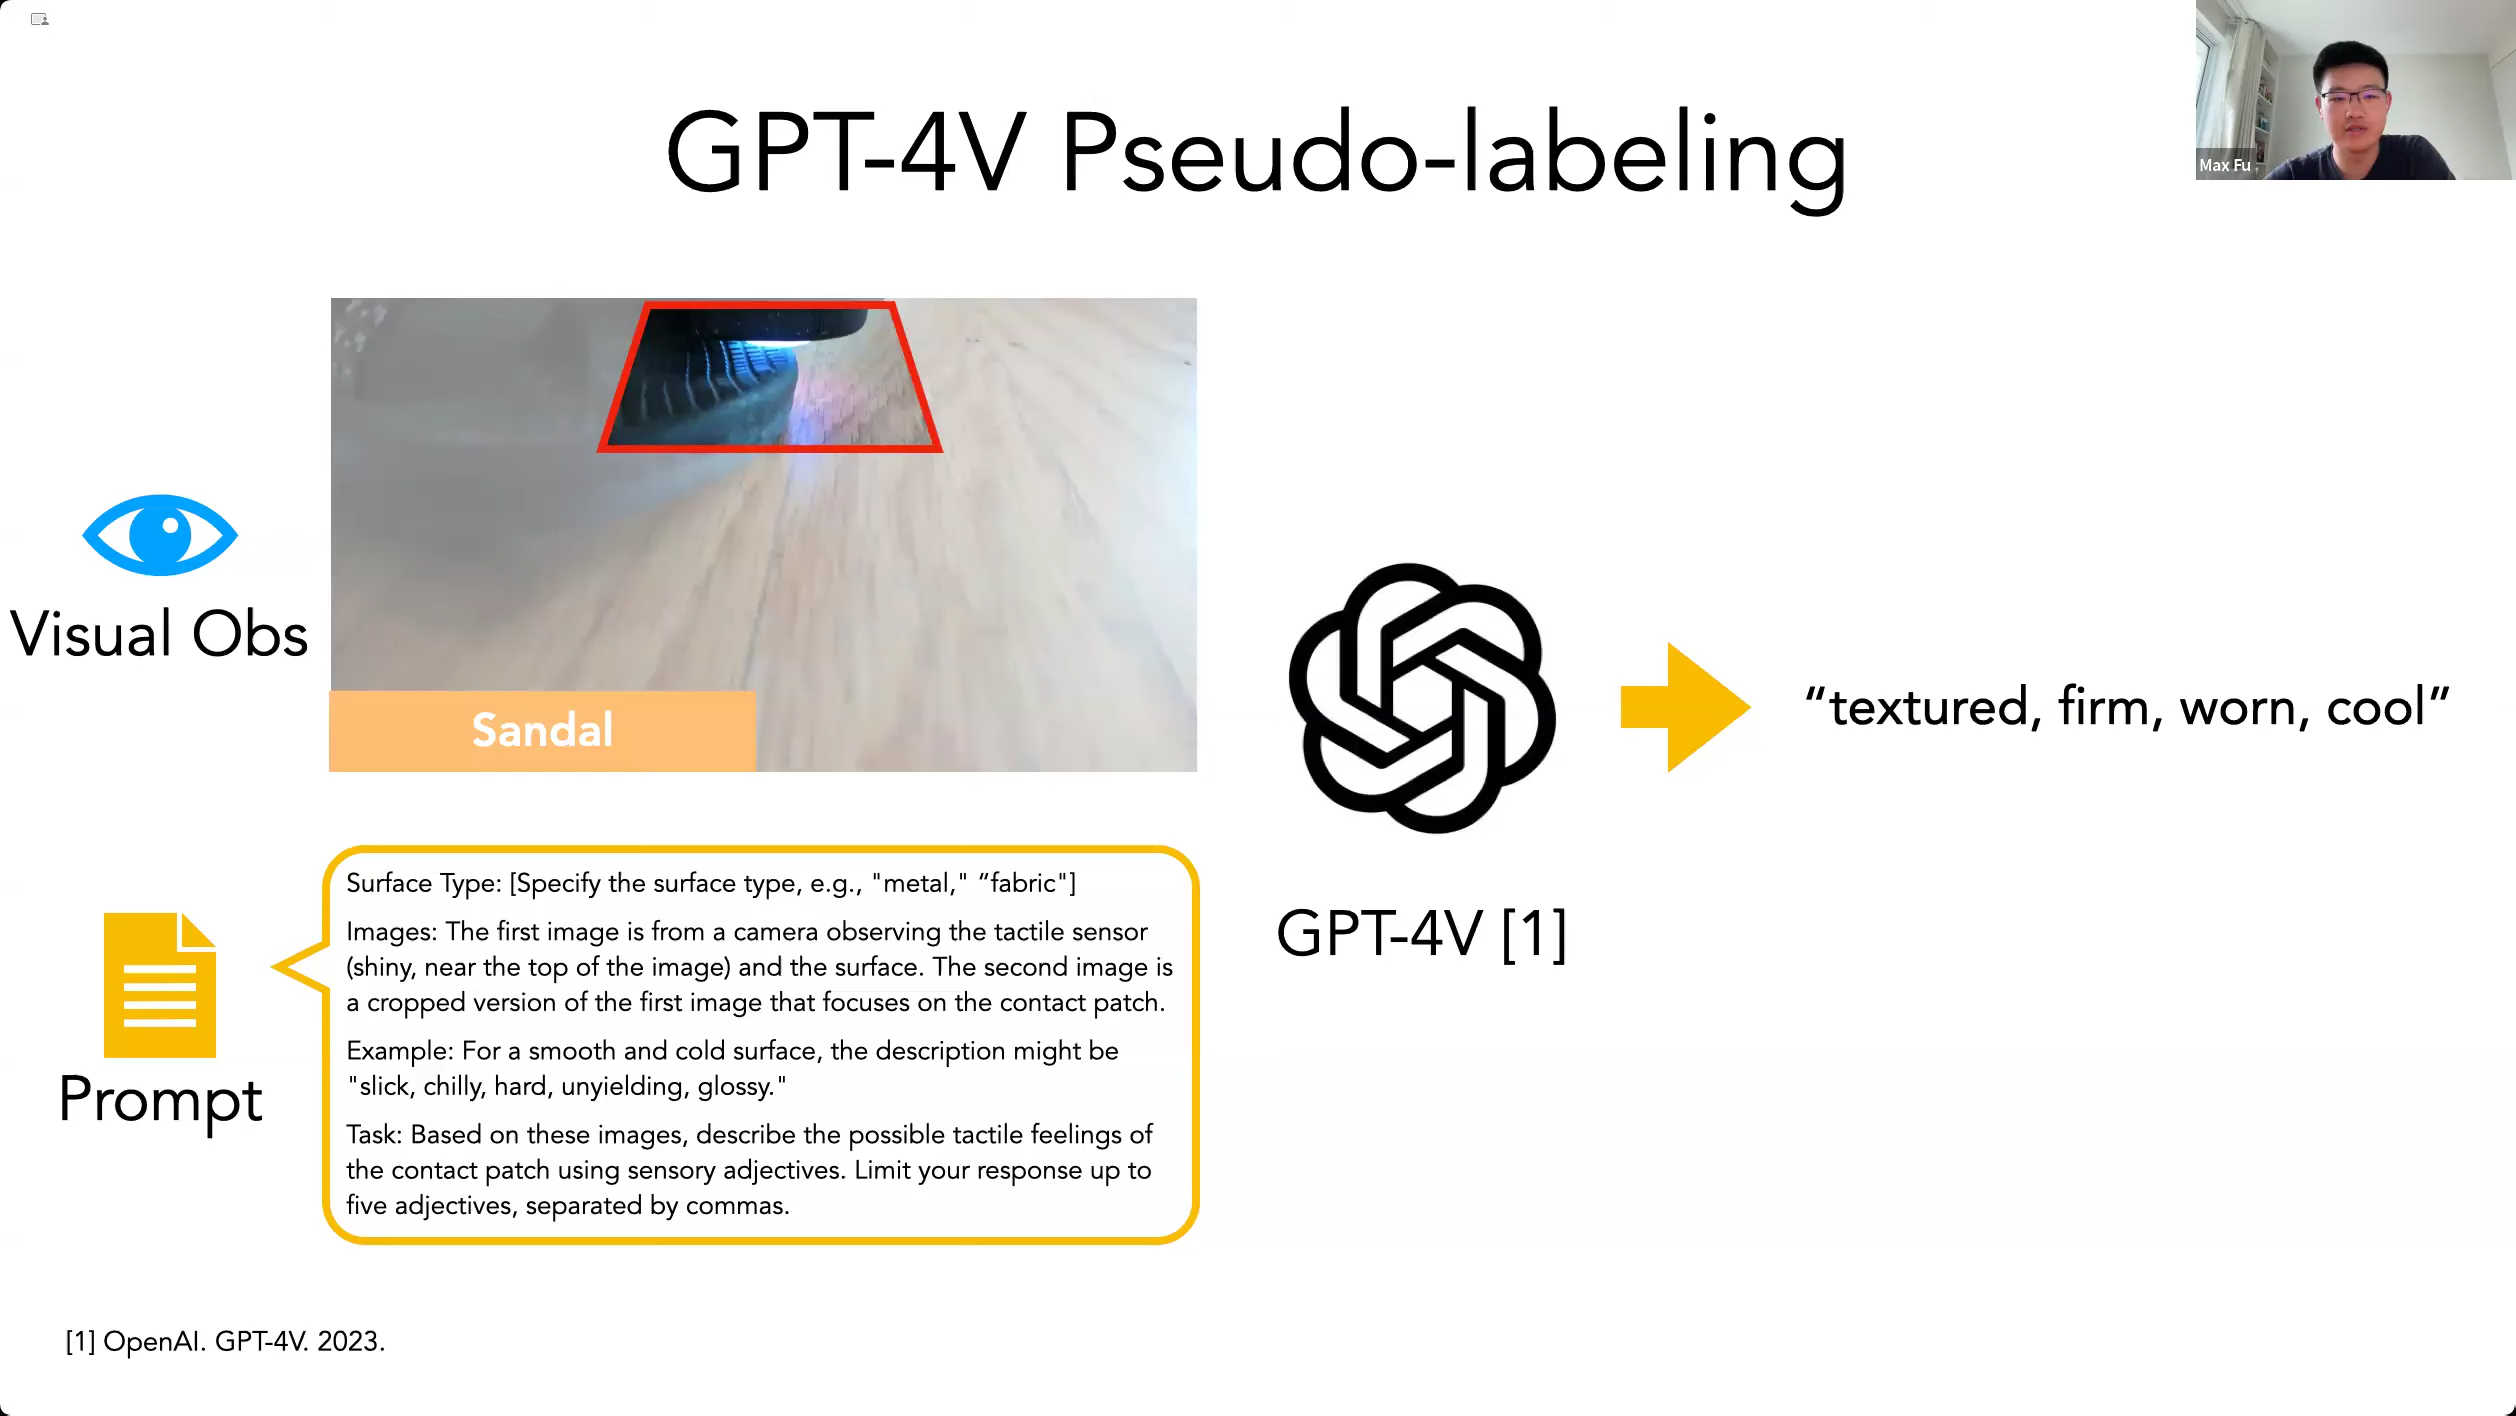 GPT-4V Pseudo-labeling
Max Fu
Visual Obs
Sandal
“textured, firm, worn, cool”
GPT-4V [1]
Prompt
Surface Type: [Specify the surface type, e.g., "metal," “fabric"]
Images: The first image is from a camera observing the tactile sensor
(shiny, near the top of the image) and the surface. The second image is
a cropped version of the first image that focuses on the contact patch.
Example: For a smooth and cold surface, the description might be
"slick, chilly, hard, unyielding, glossy."
Task: Based on these images, describe the possible tactile feelings of
the contact patch using sensory adjectives. Limit your response up to
five adjectives, separated by commas.
[1] OpenAI. GPT-4V. 2023.